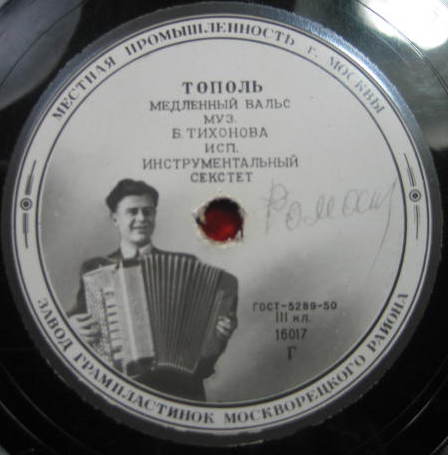 МЕСТНАЯ ПРОМЫШЛЕННОСТЬ г. МОСКВЫ
ТОПОЛЬ
МЕДЛЕННЫЙ ВАЛЬС
МУЗ.
Б. ТИХОНОВА
ИСП.
ИНСТРУМЕНТАЛЬНЫЙ
СЕКСТЕТ
ГОСТ-5289-50
III кл.
16017
Г
ЗАВОД ГРАМПЛАСТИНОК МОСКВОРЕЦКОГО РАЙОНА